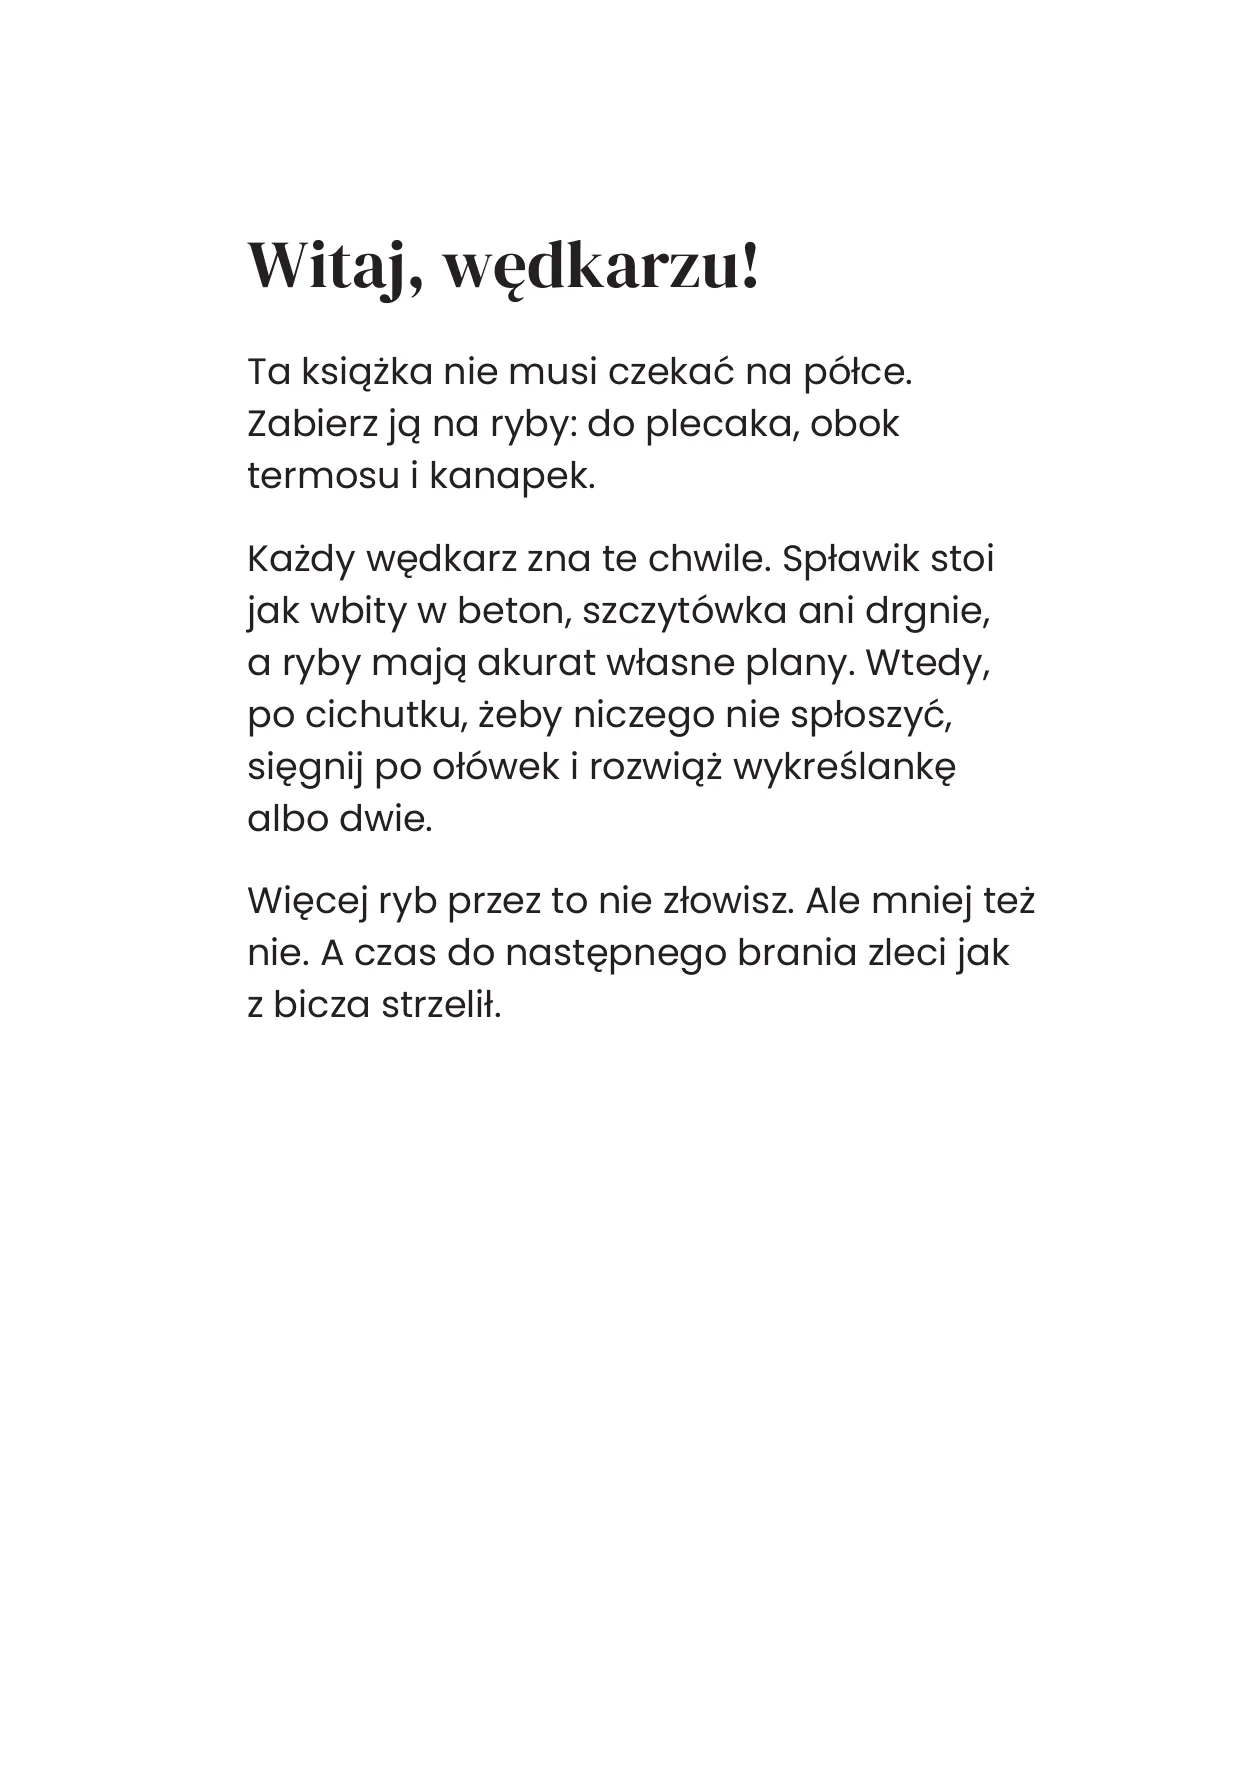 Witaj, wędkarzu!
Ta książka nie musi czekać na półce.
Zabierz ją na ryby: do plecaka, obok
termosu i kanapek.
Każdy wędkarz zna te chwile. Spławik stoi
jak wbity w beton, szczytówka ani drgnie,
a ryby mają akurat własne plany. Wtedy,
po cichutku, żeby niczego nie spłoszyć,
sięgnij po ołówek i rozwiąż wykreślankę
albo dwie.
Więcej ryb przez to nie złowisz. Ale mniej też
nie. A czas do następnego brania zleci jak
z bicza strzelił.